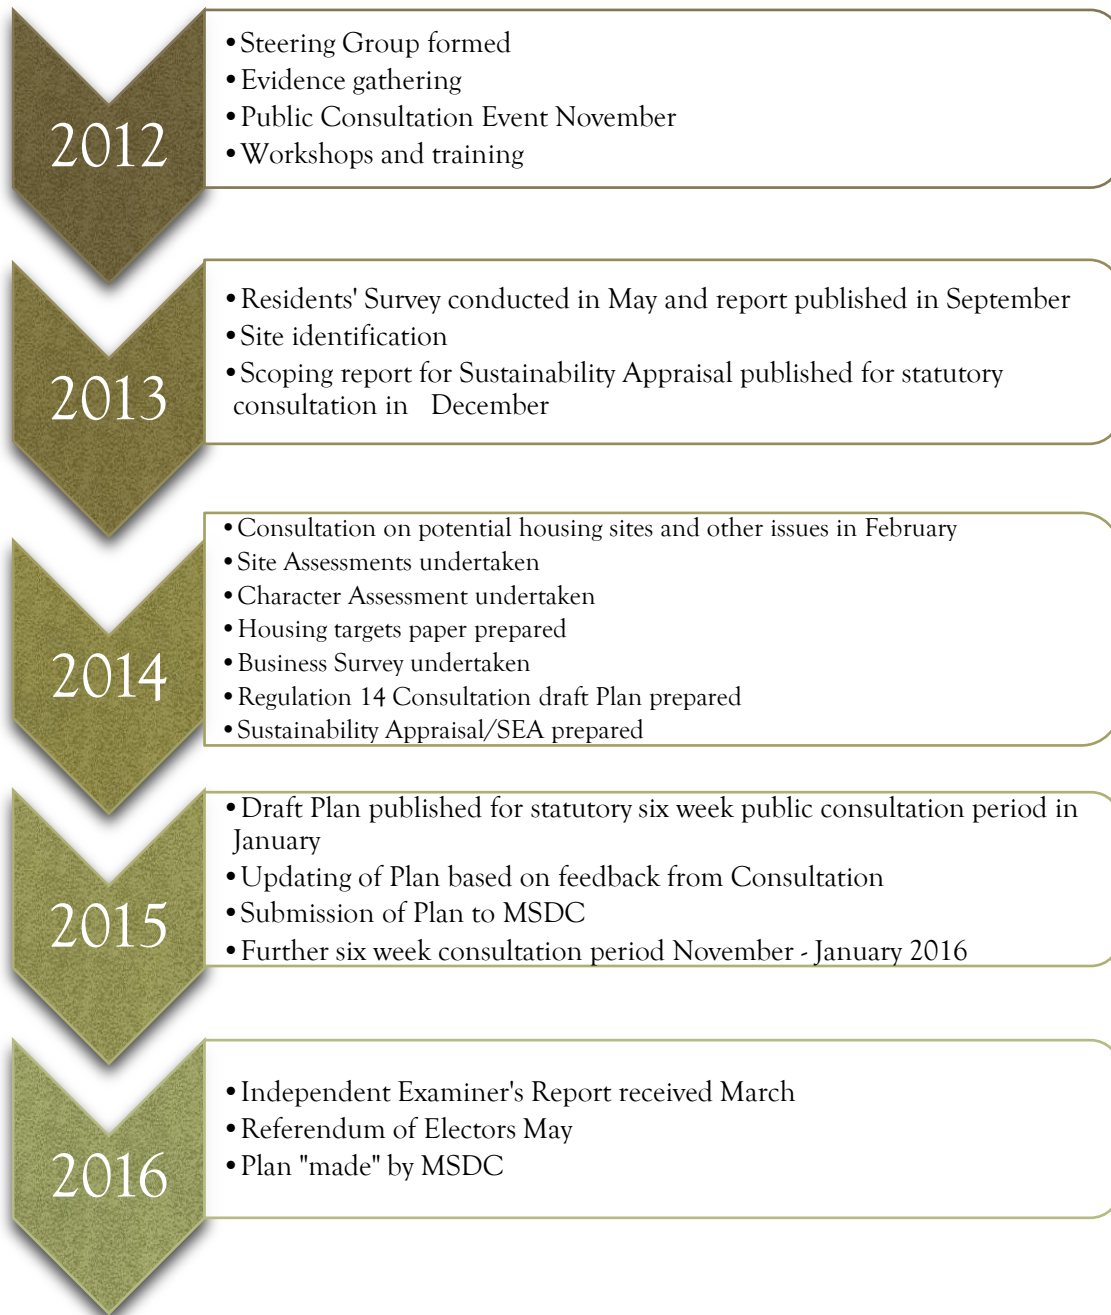 2012
•Steering Group formed
•Evidence gathering
•Public Consultation Event November
•Workshops and training
2013
•Residents' Survey conducted in May and report published in September
•Site identification
•Scoping report for Sustainability Appraisal published for statutory
consultation in December
2014
•Consultation on potential housing sites and other issues in February
•Site Assessments undertaken
•Character Assessment undertaken
•Housing targets paper prepared
•Business Survey undertaken
•Regulation 14 Consultation draft Plan prepared
•Sustainability Appraisal/SEA prepared
2015
•Draft Plan published for statutory six week public consultation period in
January
•Updating of Plan based on feedback from Consultation
•Submission of Plan to MSDC
•Further six week consultation period November - January 2016
2016
•Independent Examiner's Report received March
•Referendum of Electors May
•Plan "made" by MSDC